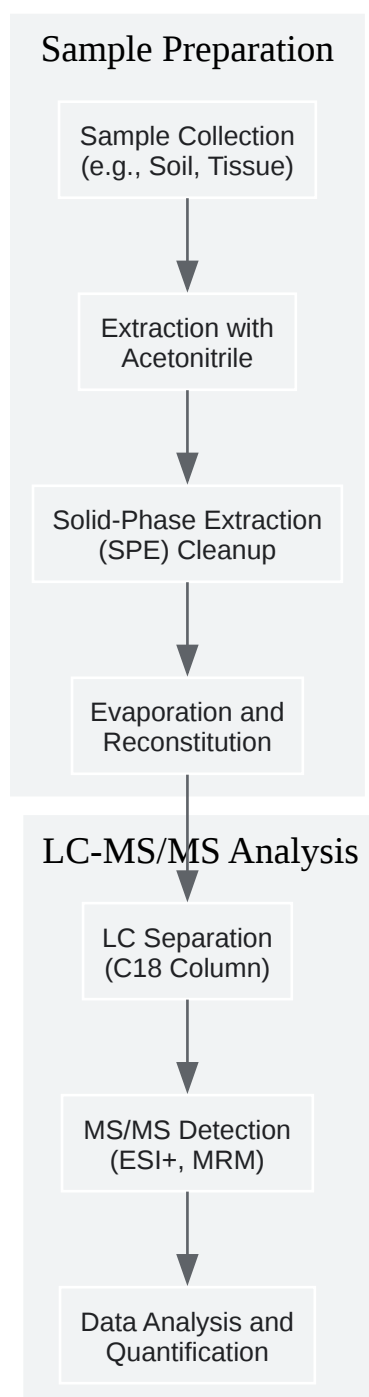 Sample Preparation
Sample Collection
(e.g., Soil, Tissue)
Extraction with
Acetonitrile
Solid-Phase Extraction
(SPE) Cleanup
Evaporation and
Reconstitution
LC-MS/MS Analysis
LC Separation
(C18 Column)
MS/MS Detection
(ESI+, MRM)
Data Analysis and
Quantification